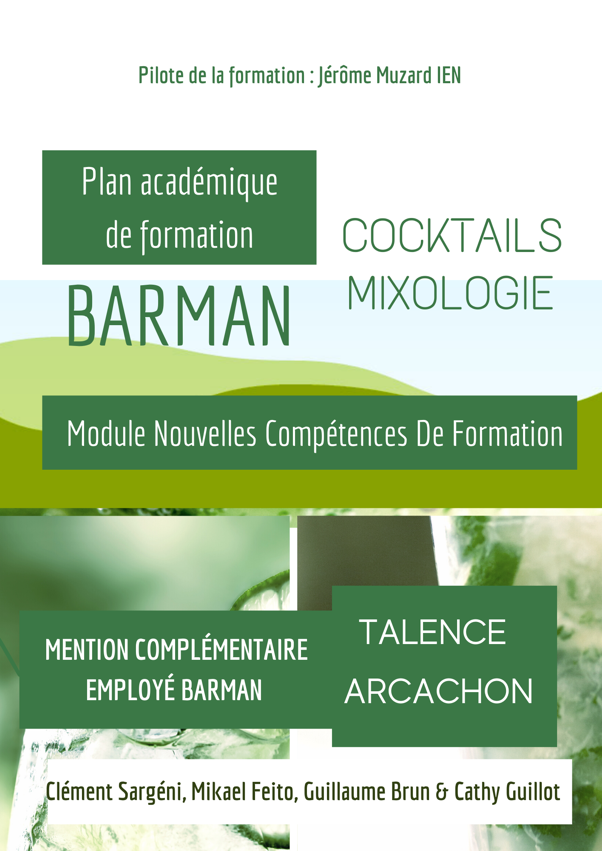 Pilote de la formation : Jérôme Muzard IEN
Plan académique
de formation
COCKTAILS
MIXOLOGIE
BARMAN
Module Nouvelles Compétences De Formation
MENTION COMPLÉMENTAIRE
EMPLOYÉ BARMAN
TALENCE
ARCACHON
Clément Sargéni, Mikael Feito, Guillaume Brun & Cathy Guillot